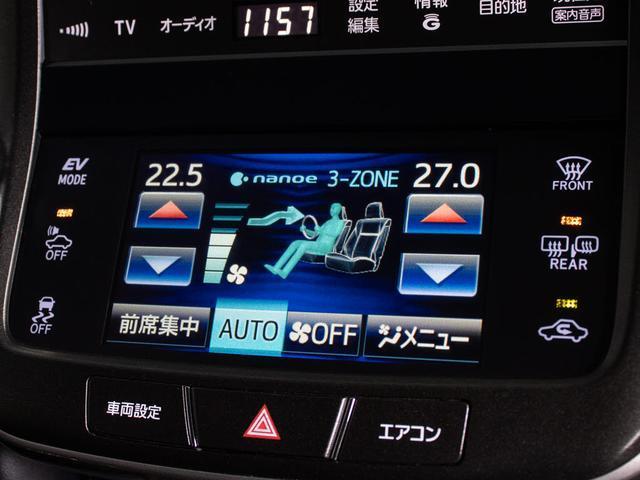 TV オーディオ 1157 設定 編集 情報 G 目的地 案内音声
EV MODE
22.5 nanoe 3-ZONE 27.0
FRONT
OFF
REAR
OFF
前席集中 AUTO OFF メニュー
車両設定 エアコン